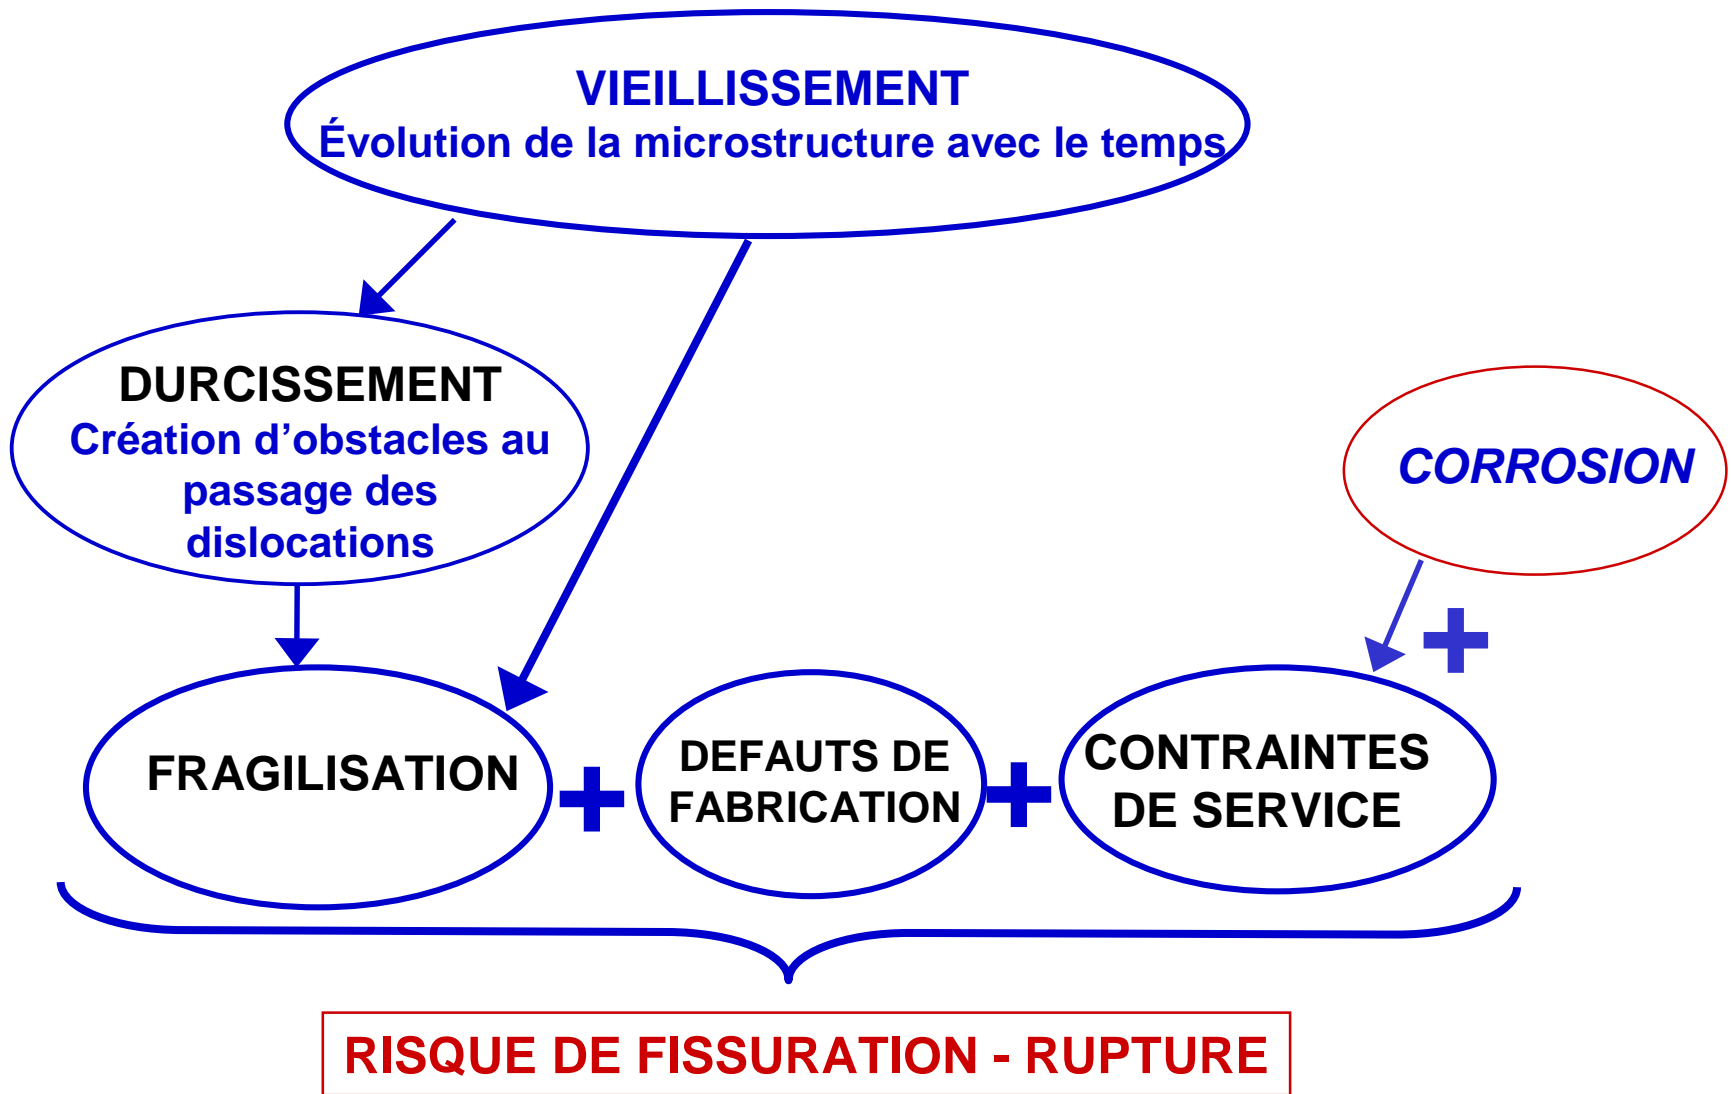 VIEILLISSEMENT
Évolution de la microstructure avec le temps
DURCISSEMENT
Création d’obstacles au
passage des
dislocations
CORROSION
+
FRAGILISATION
+
DEFAUTS DE
FABRICATION
+
CONTRAINTES
DE SERVICE
RISQUE DE FISSURATION - RUPTURE